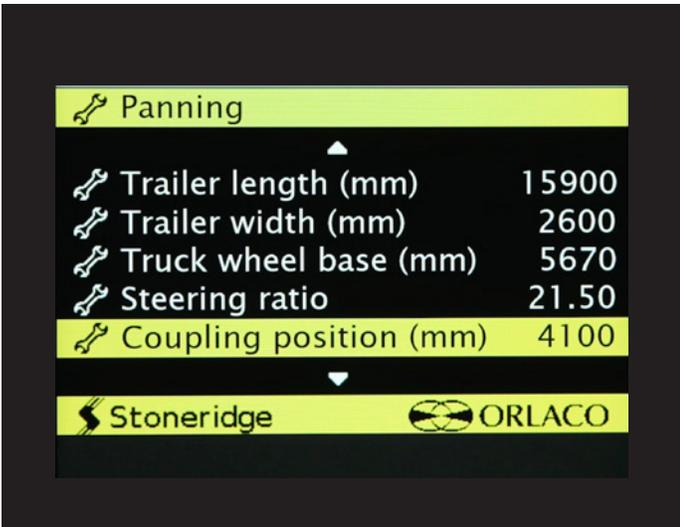 Panning
Trailer length (mm) 15900
Trailer width (mm) 2600
Truck wheel base (mm) 5670
Steering ratio 21.50
Coupling position (mm) 4100
Stoneridge ORLACO